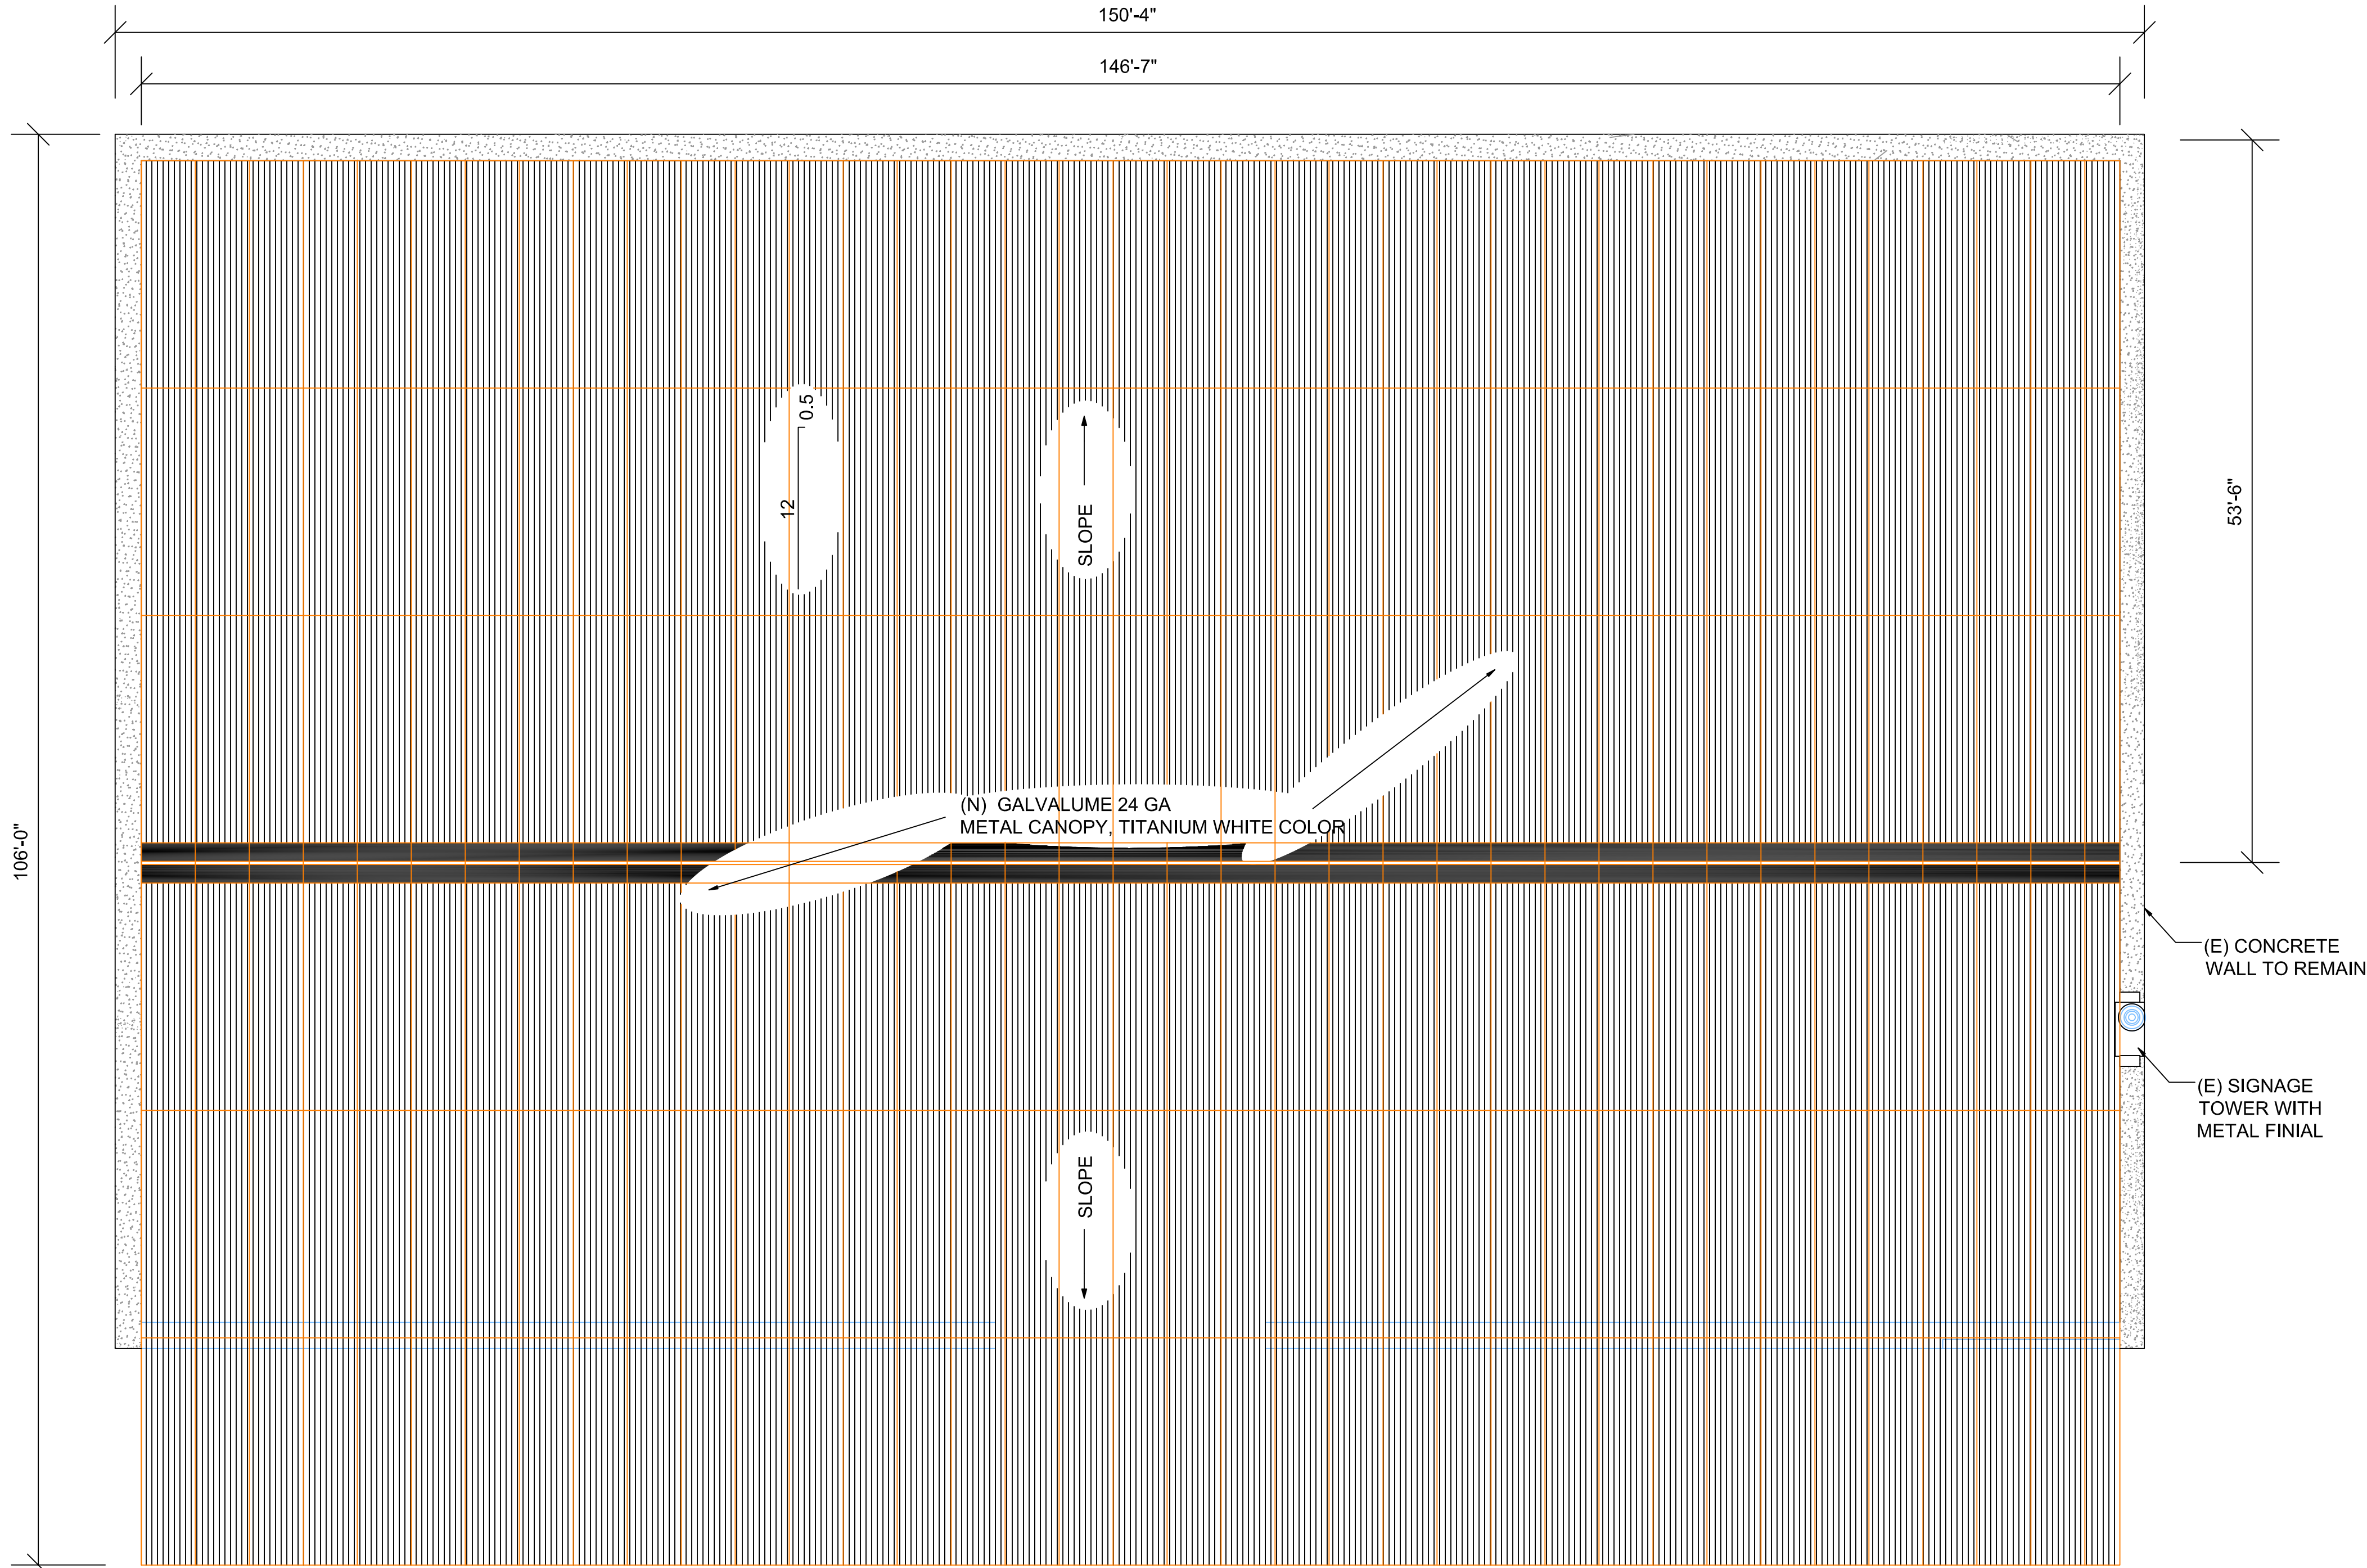 150'-4"
146'-7"
0.5
12
SLOPE
53'-6"
(N)  GALVALUME 24 GA
METAL CANOPY, TITANIUM WHITE COLOR
106'-0"
(E) CONCRETE
WALL TO REMAIN
(E) SIGNAGE
TOWER WITH
METAL FINIAL
SLOPE